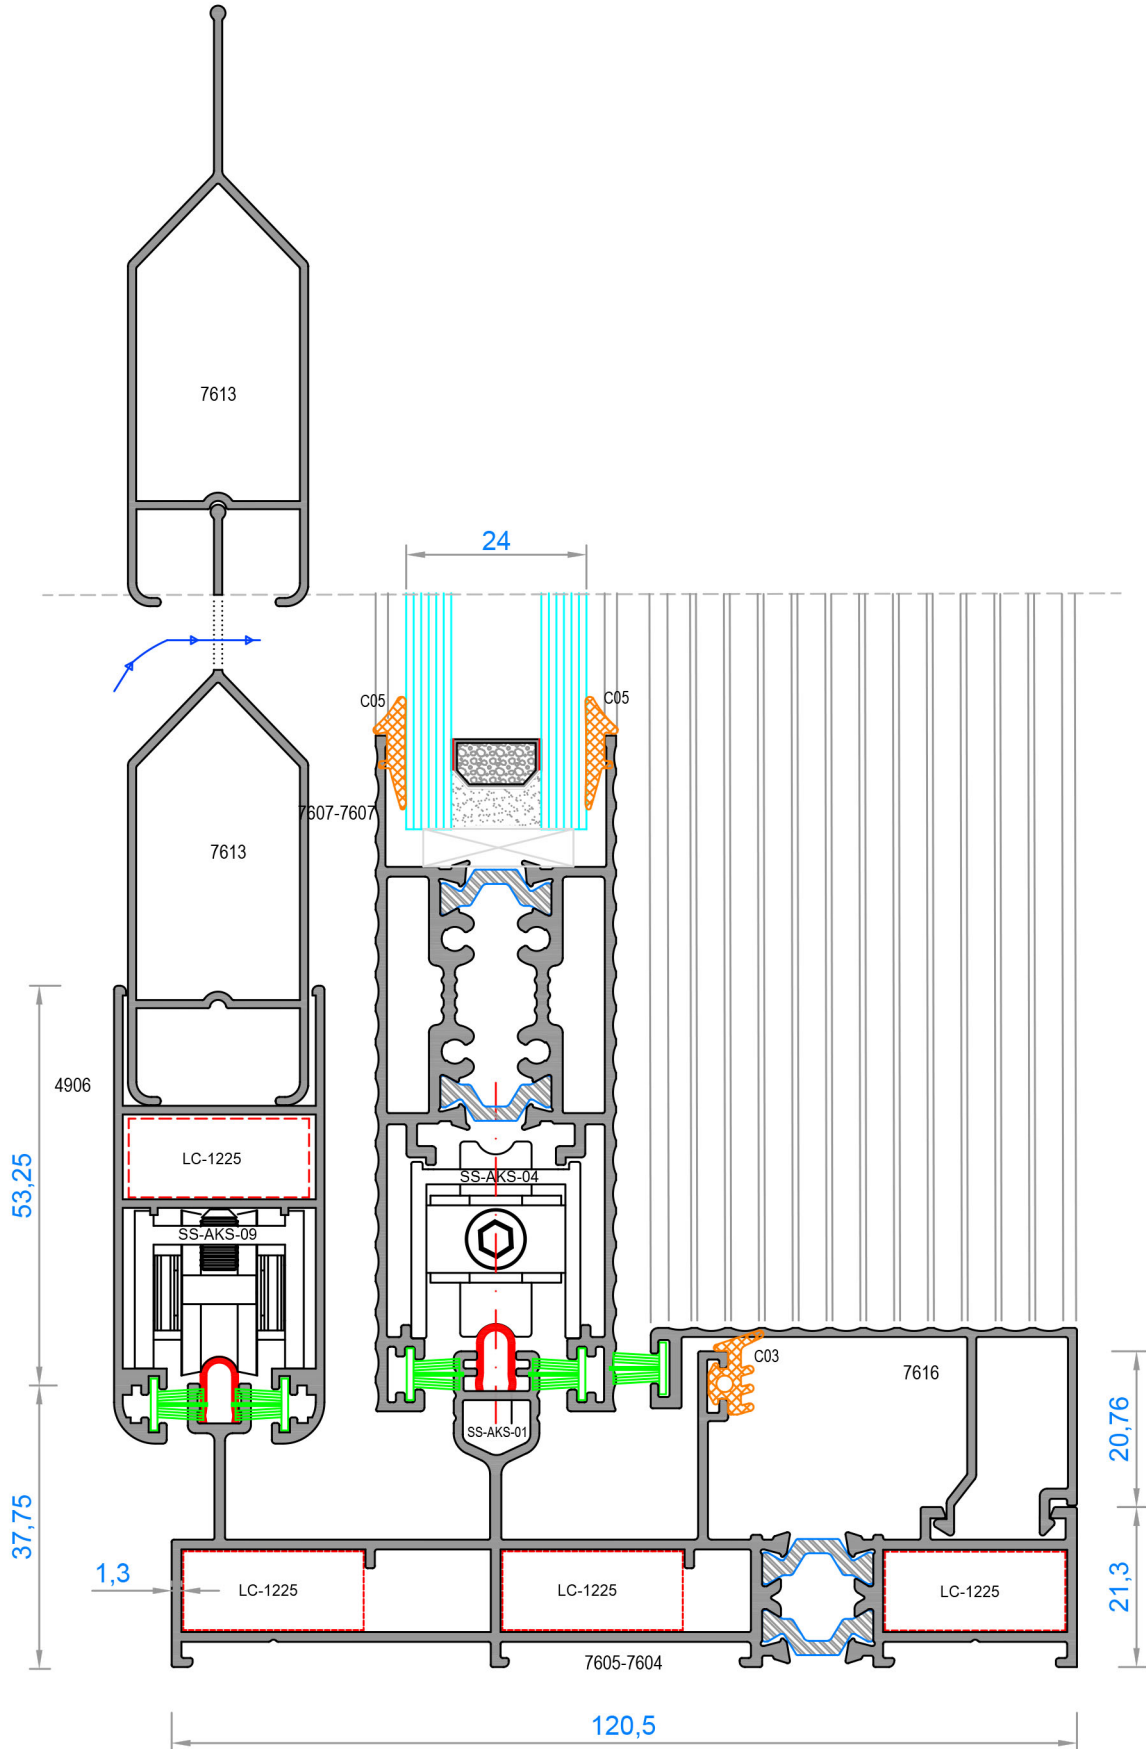 7613
24
C05
C05
7607-7607
7613
4906
LC-1225
53,25
SS-AKS-04
SS-AKS-09
C03
7616
20,76
SS-AKS-01
37,75
1,3
LC-1225
LC-1225
LC-1225
21,3
7605-7604
120,5